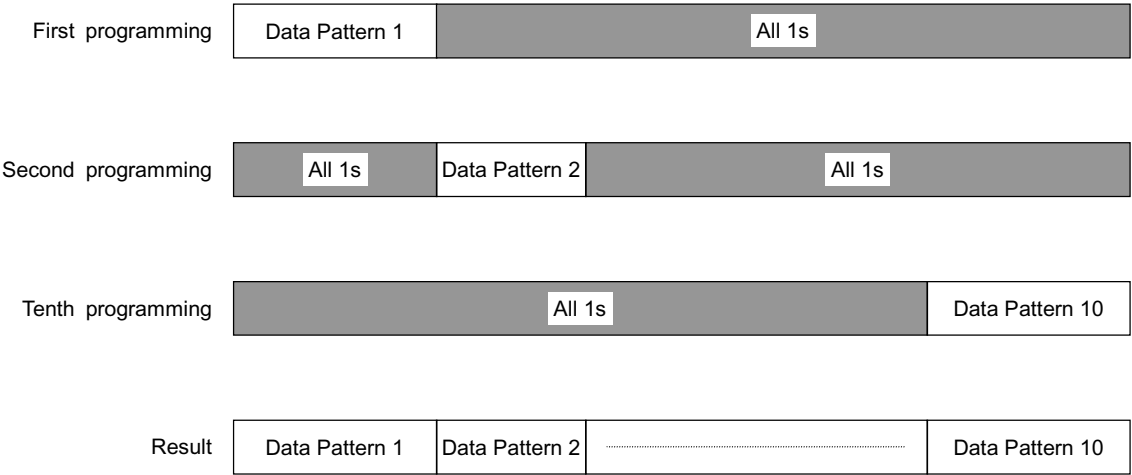 First programming Data Pattern 1 All 1s
Second programming All 1s Data Pattern 2 All 1s
Tenth programming All 1s Data Pattern 10
Result Data Pattern 1 Data Pattern 2 Data Pattern 10